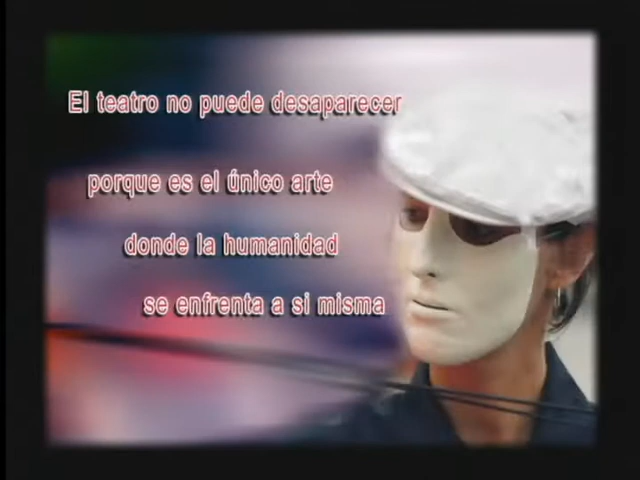 El teatro no puede desaparecer
porque es el único arte
donde la humanidad
se enfrenta a si misma